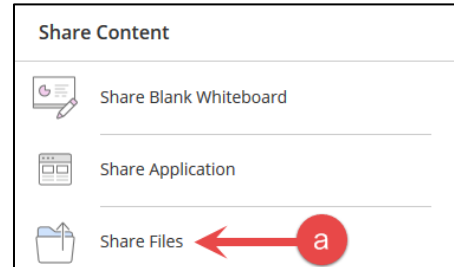 Share Content
Share Blank Whiteboard
Share Application
Share Files
a